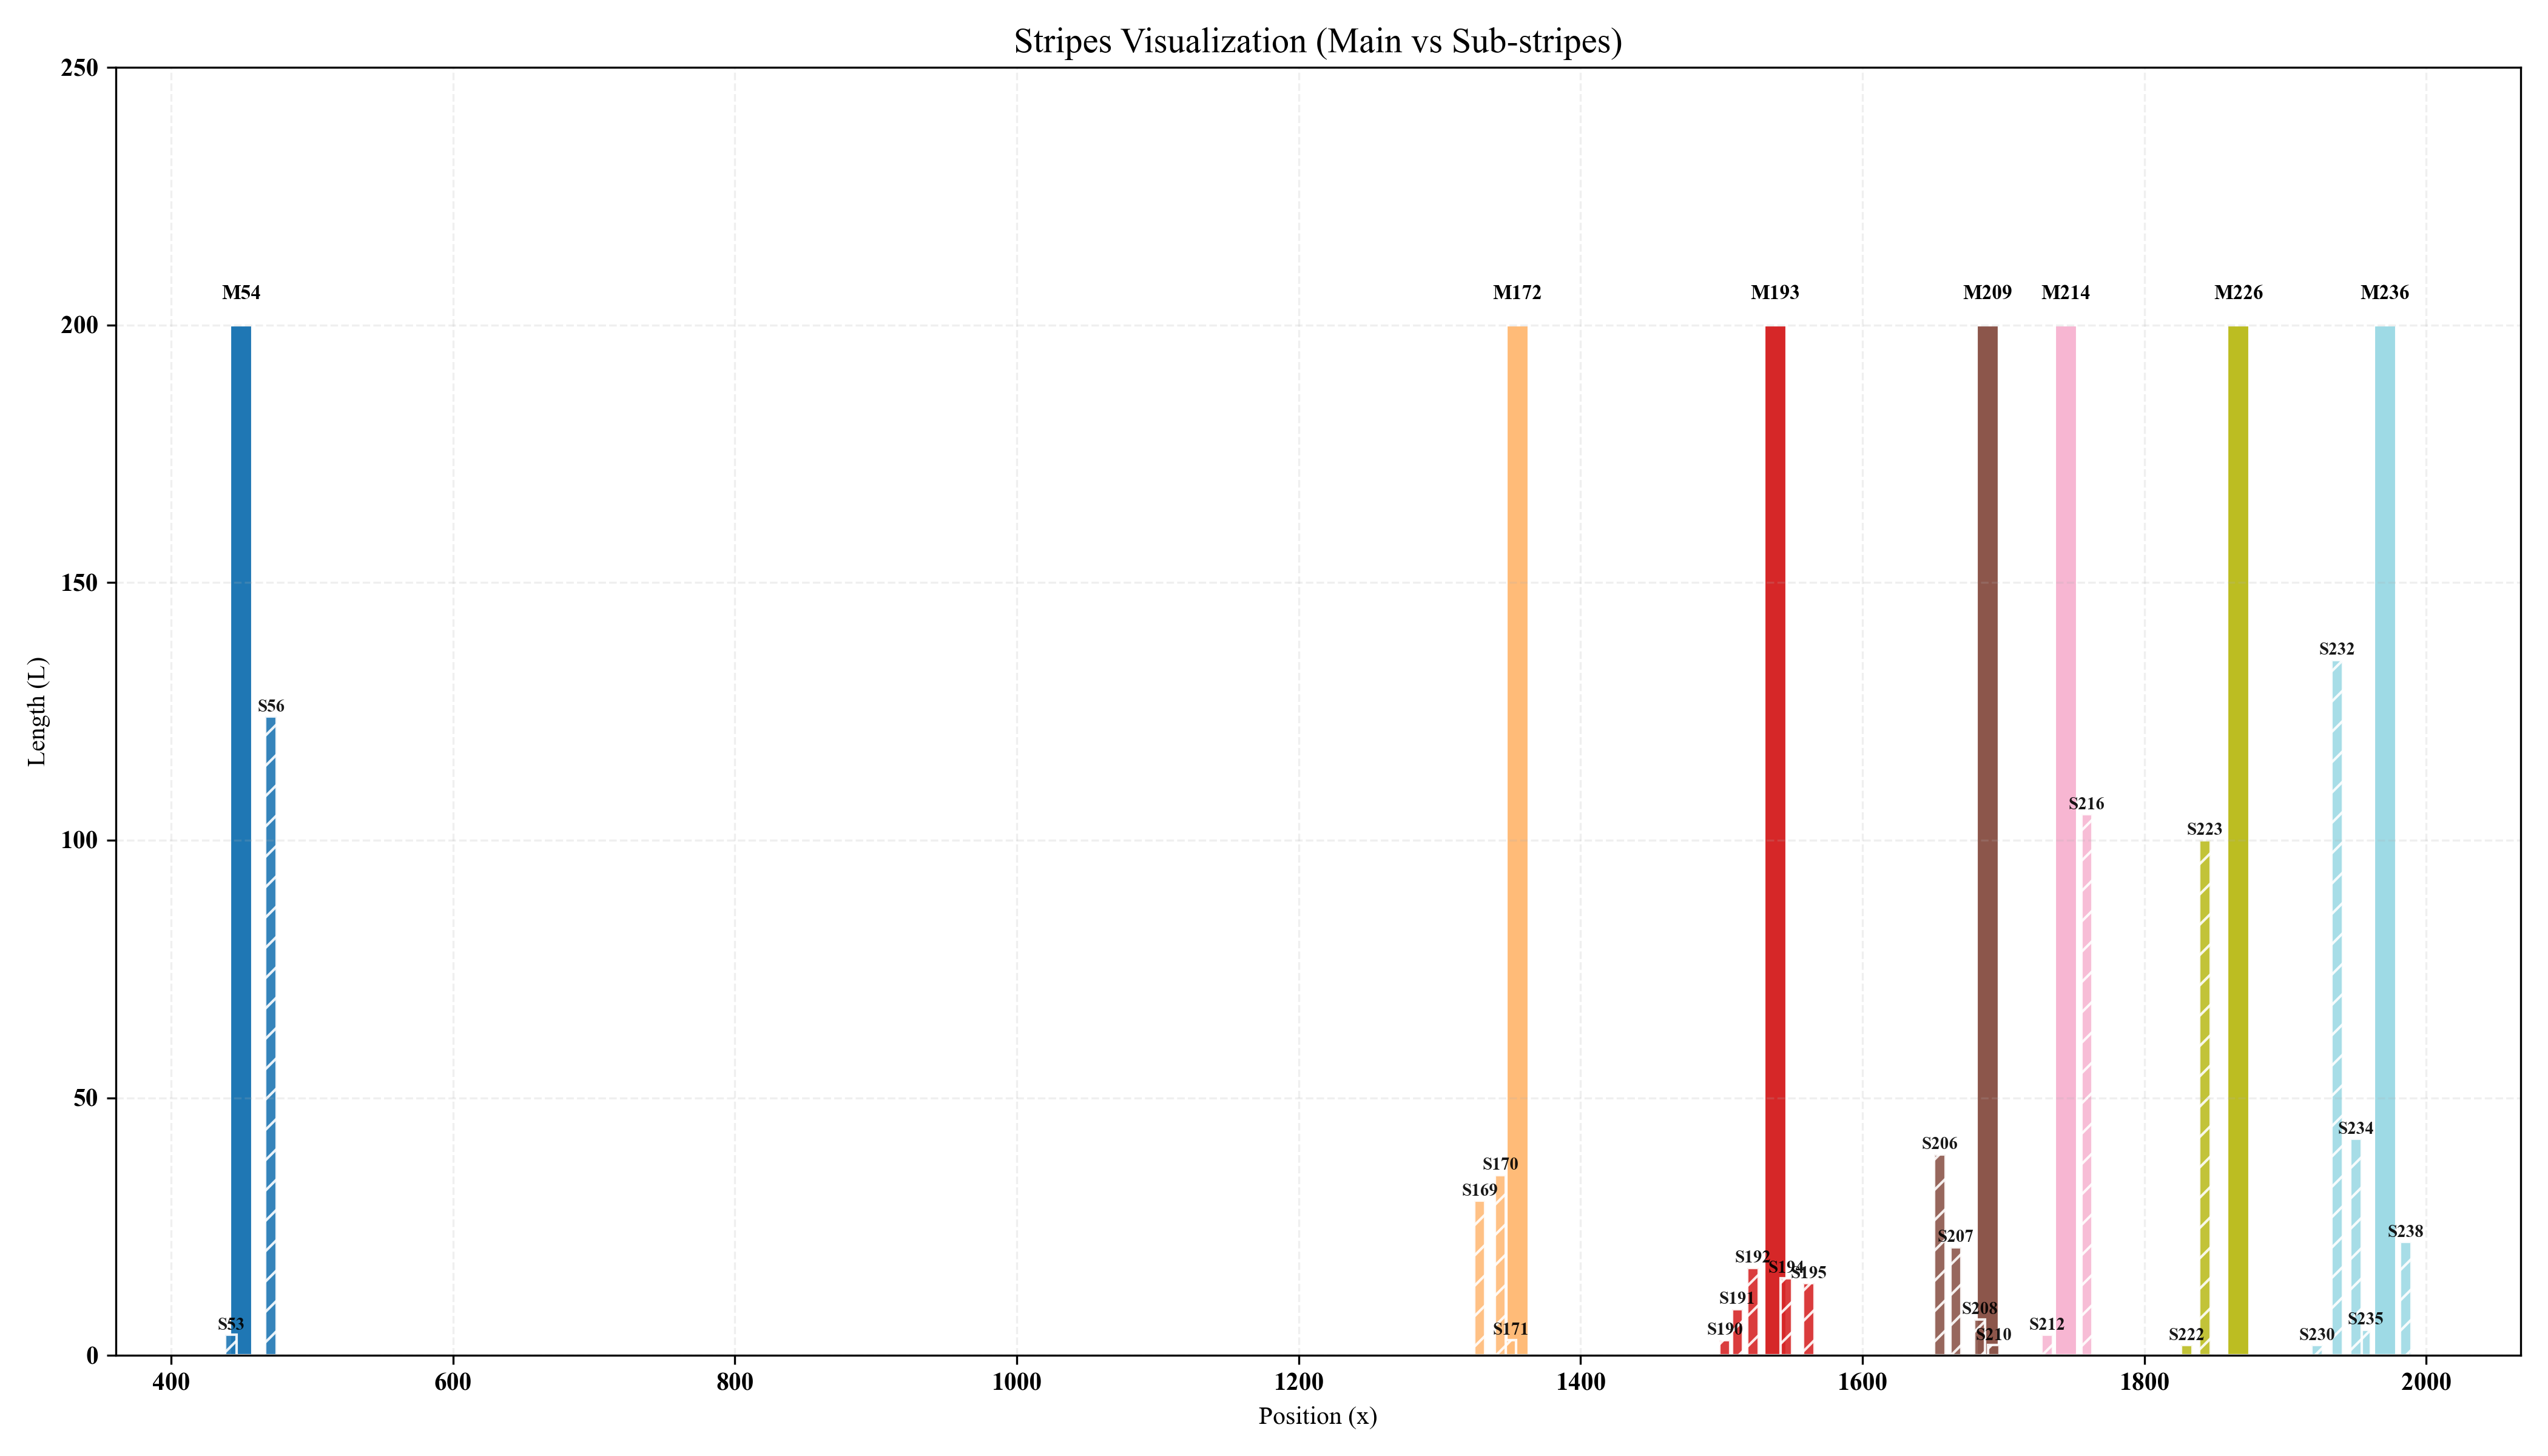 Stripes Visualization (Main vs Sub-stripes)
250
200
150
100
50
0
Length (L)
M54
M172
M193
M209
M214
M226
M236
S232
S56
S216
S223
S234
S206
S170
S169
S238
S207
S192
S194
S195
S191
S208
S235
S53
S212
S171
S190
S210
S222
S230
400
600
800
1000
1200
1400
1600
1800
2000
Position (x)